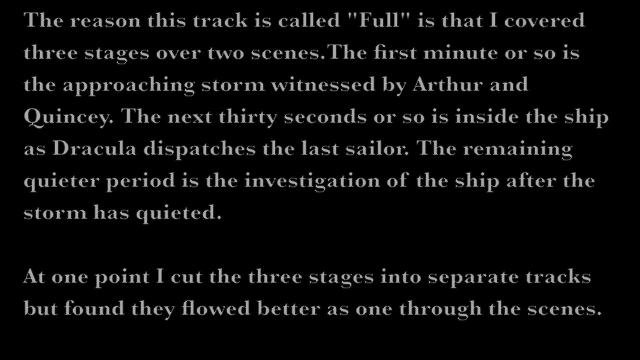 The reason this track is called "Full" is that I covered
three stages over two scenes.The first minute or so is
the approaching storm witnessed by Arthur and
Quincey. The next thirty seconds or so is inside the ship
as Dracula dispatches the last sailor. The remaining
quieter period is the investigation of the ship after the
storm has quieted.
At one point I cut the three stages into separate tracks
but found they flowed better as one through the scenes.